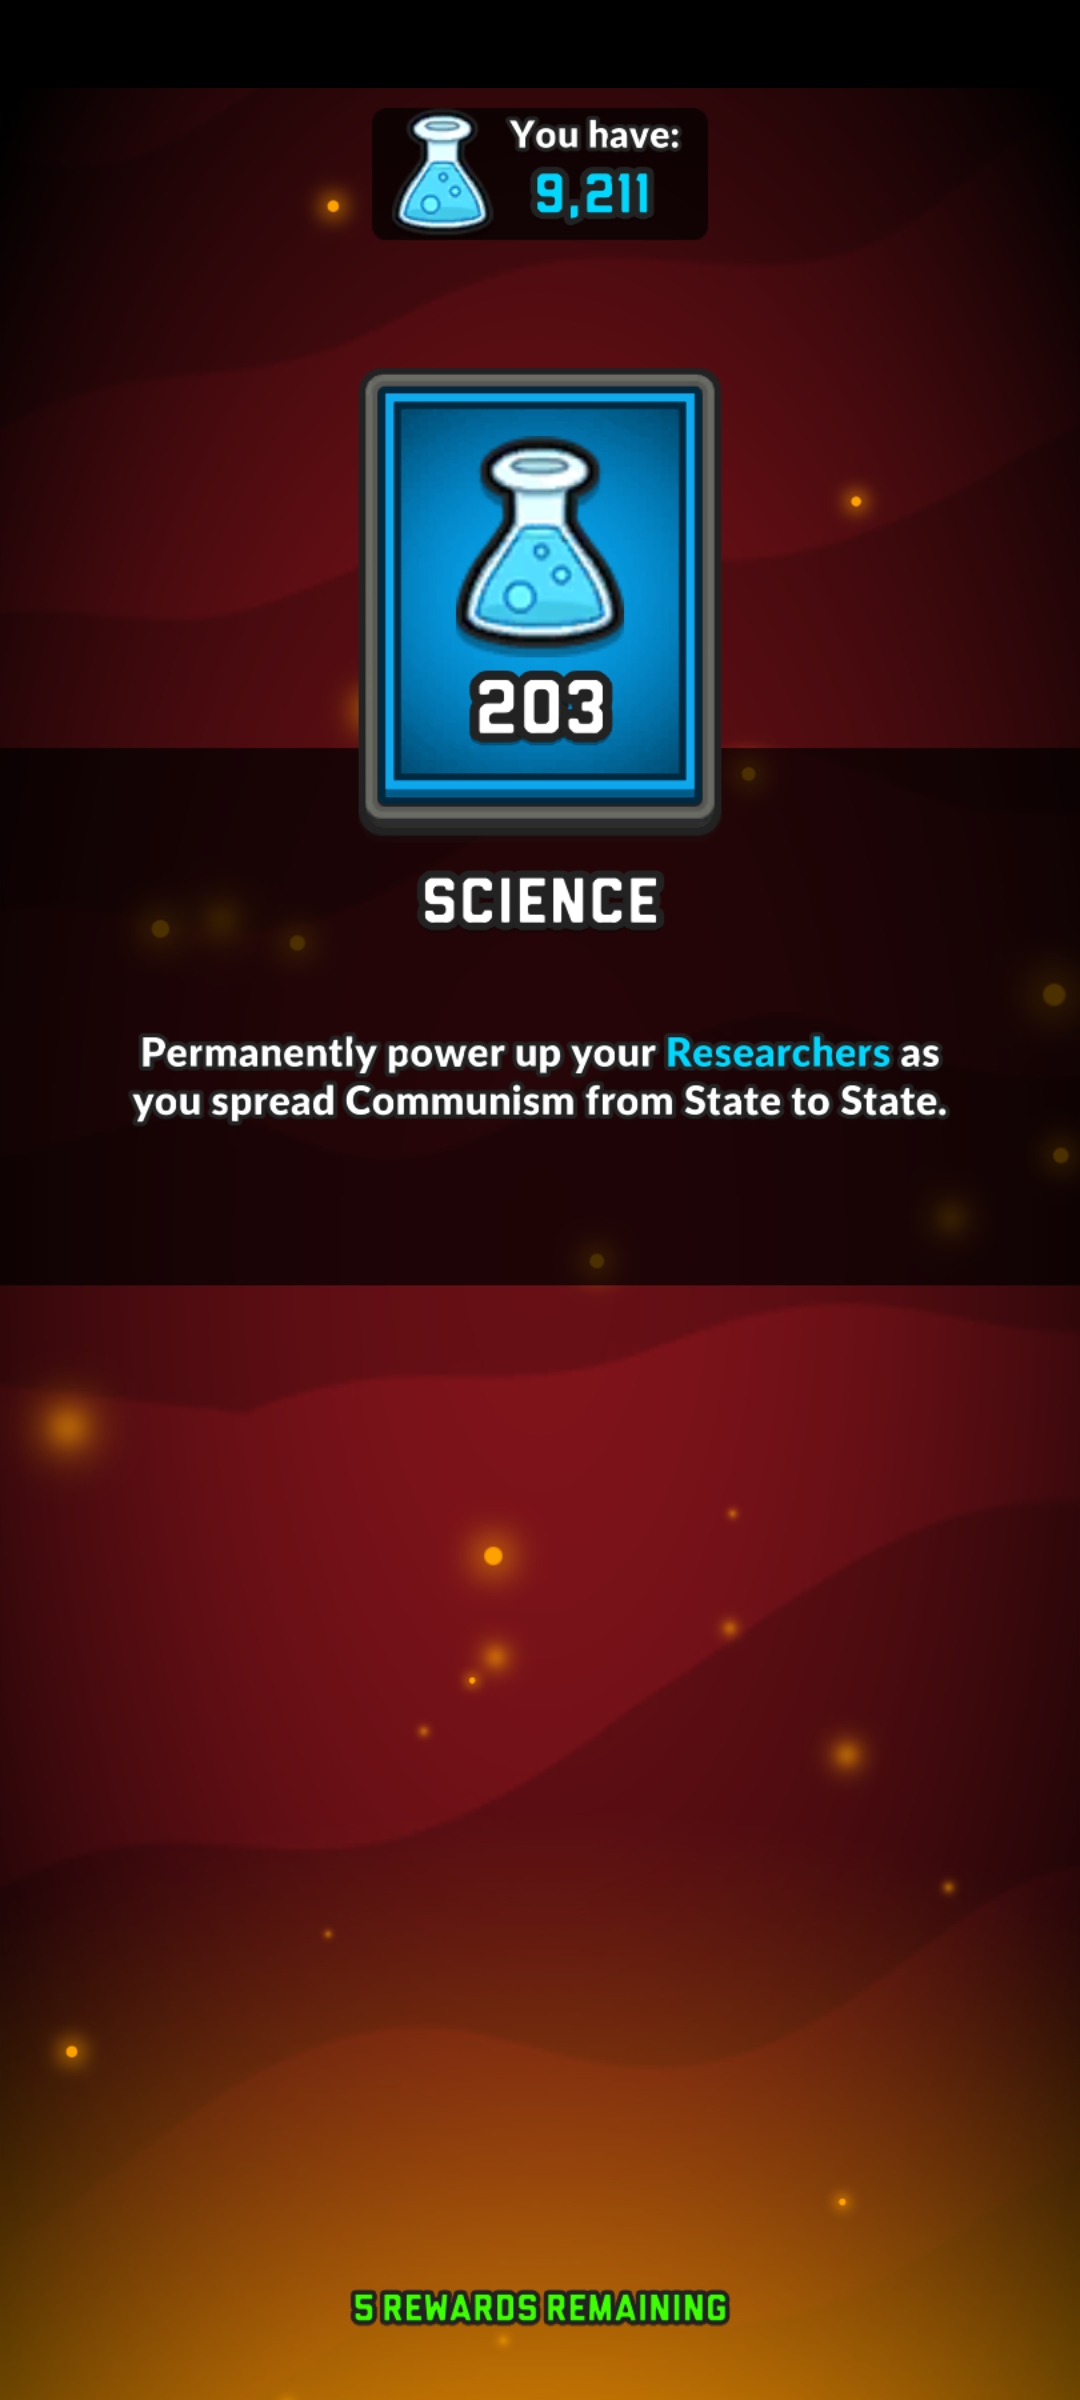 You have:
9,211
203
SCIENCE
Permanently power up your Researchers as
you spread Communism from State to State.
5 REWARDS REMAINING